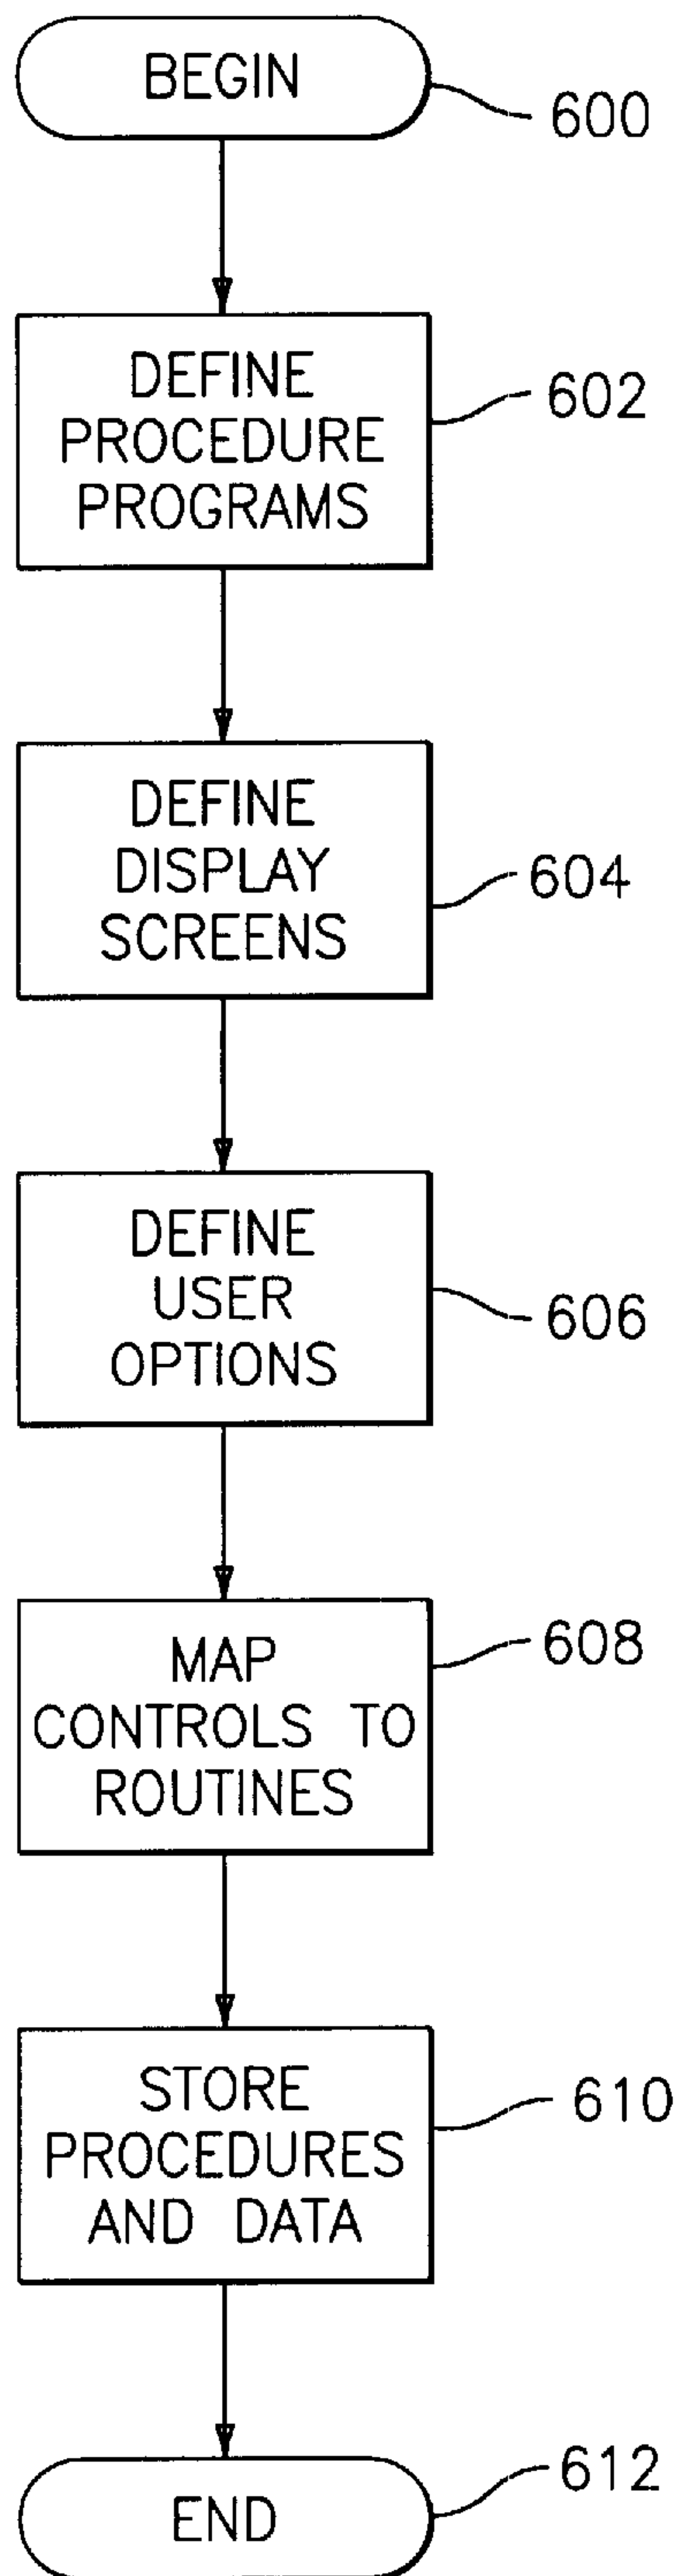 BEGIN
600
DEFINE
PROCEDURE
PROGRAMS
602
DEFINE
DISPLAY
SCREENS
604
DEFINE
USER
OPTIONS
606
MAP
CONTROLS TO
ROUTINES
608
STORE
PROCEDURES
AND DATA
610
END
612